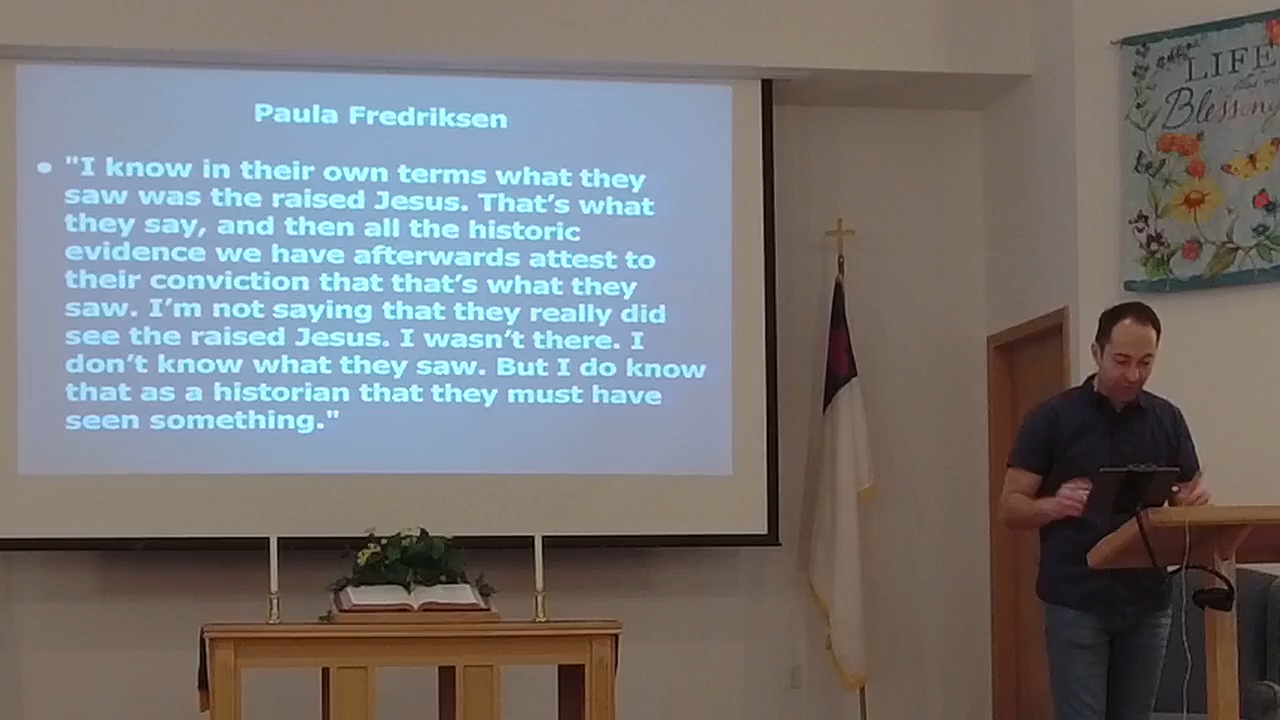 Paula Fredriksen
• "I know in their own terms what they
saw was the raised Jesus. That's what
they say, and then all the historic
evidence we have afterwards attest to
their conviction that that's what they
saw. I'm not saying that they really did
see the raised Jesus. I wasn't there. I
don't know what they saw. But I do know
that as a historian that they must have
seen something."
LIFE
Blessing